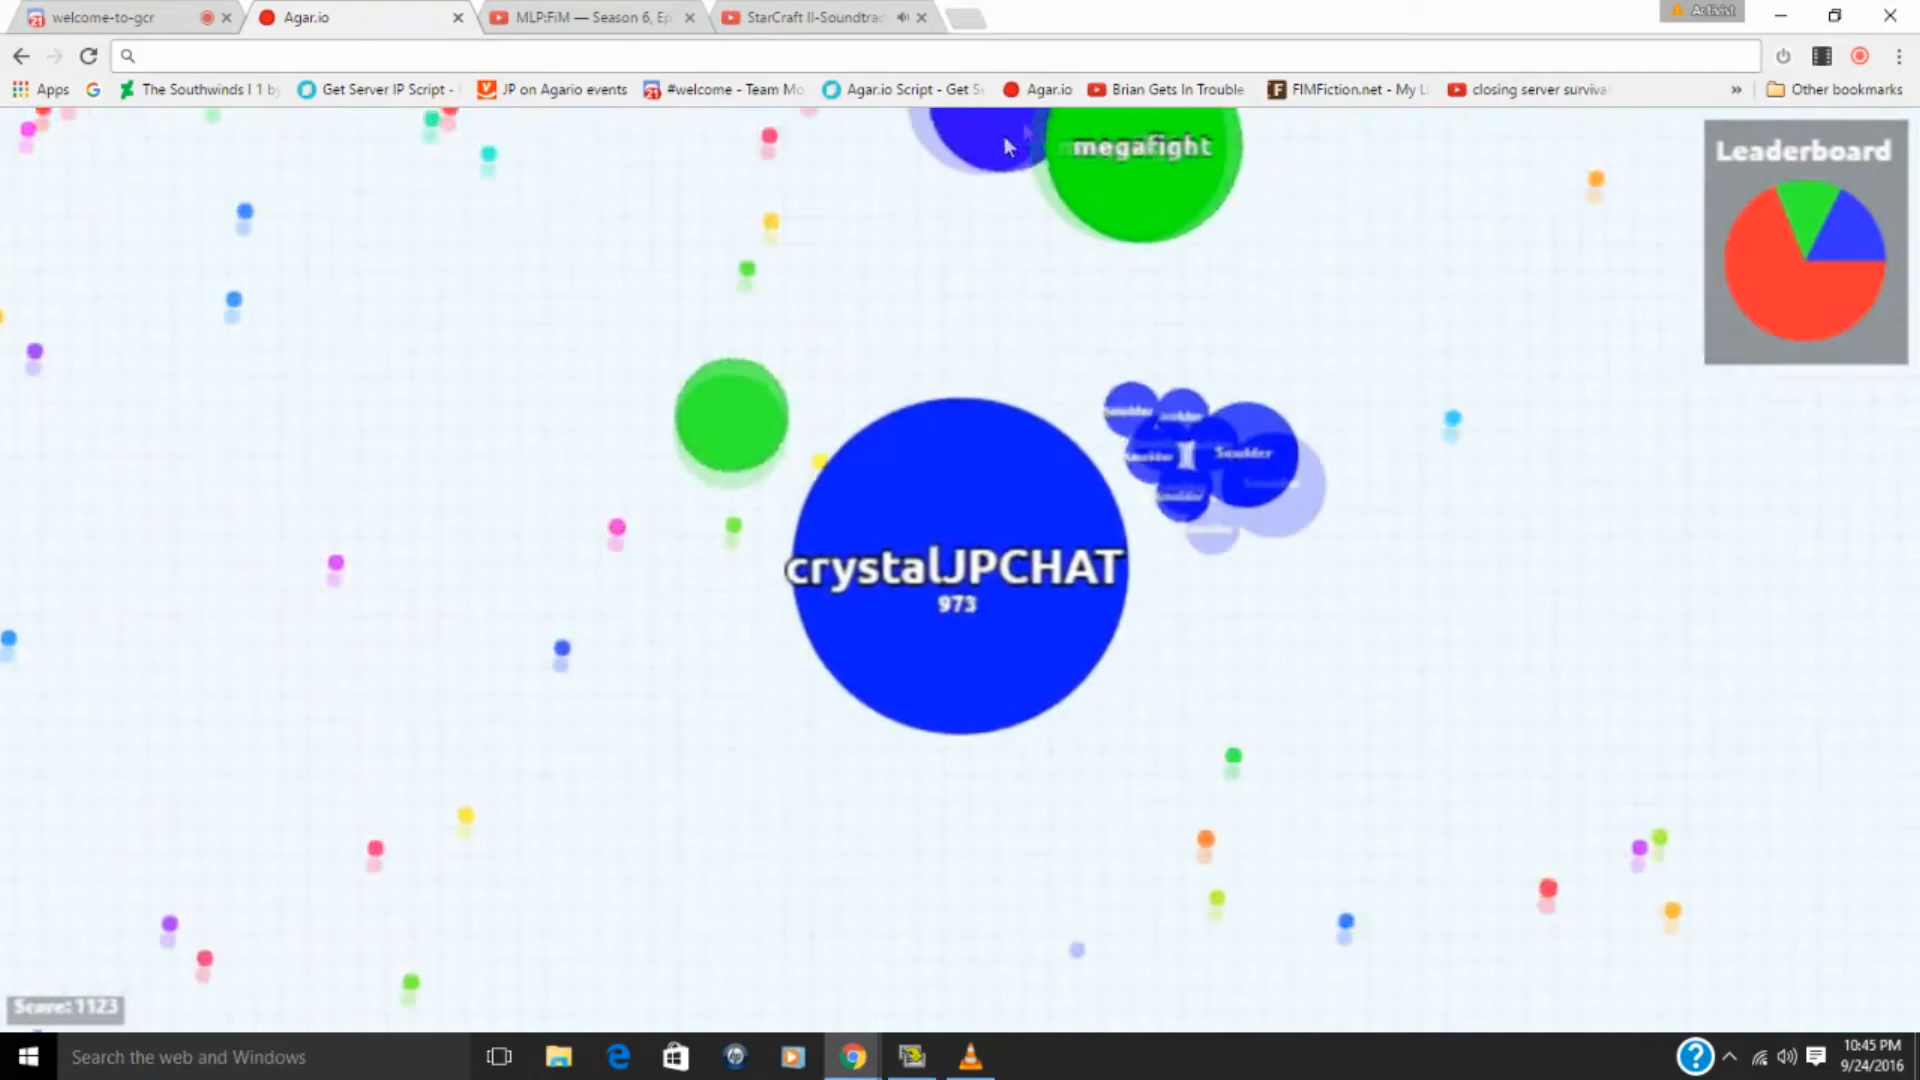 welcome-to-gcr
Agar.io
MLP:FiM — Season 6, Ep
StarCraft II-Soundtrac
Activist
Apps
The Southwinds I 1 by
Get Server IP Script -
JP on Agario events
#welcome - Team Mo
Agar.io Script - Get S
Agar.io
Brian Gets In Trouble
FIMFiction.net - My L
closing server surviva
»
Other bookmarks
megafight
Leaderboard
Smulder
crystalJPCHAT
973
Score: 1123
Search the web and Windows
10:45 PM
9/24/2016